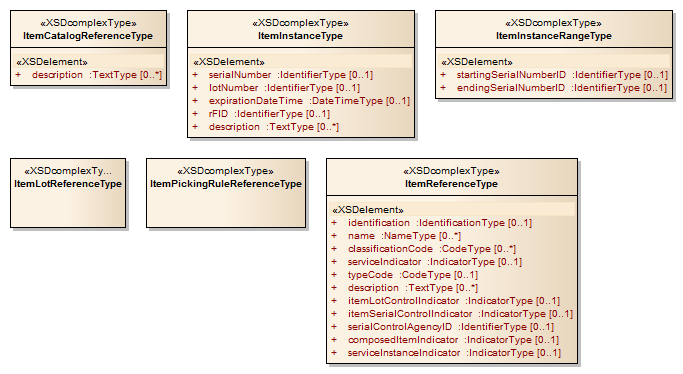 «XSDcomplexType»
ItemCatalogReferenceType
«XSDelement»
+ description :TextType [0..*]
«XSDcomplexType»
ItemInstanceType
«XSDelement»
+ serialNumber :IdentifierType [0..1]
+ lotNumber :IdentifierType [0..1]
+ expirationDateTime :DateTimeType [0..1]
+ rFID :IdentifierType [0..1]
+ description :TextType [0..*]
«XSDcomplexType»
ItemInstanceRangeType
«XSDelement»
+ startingSerialNumberID :IdentifierType [0..1]
+ endingSerialNumberID :IdentifierType [0..1]
«XSDcomplexTy...
ItemLotReferenceType
«XSDcomplexType»
ItemPickingRuleReferenceType
«XSDcomplexType»
ItemReferenceType
«XSDelement»
+ identification :IdentificationType [0..1]
+ name :NameType [0..*]
+ classificationCode :CodeType [0..*]
+ serviceIndicator :IndicatorType [0..1]
+ typeCode :CodeType [0..1]
+ description :TextType [0..*]
+ itemLotControlIndicator :IndicatorType [0..1]
+ itemSerialControlIndicator :IndicatorType [0..1]
+ serialControlAgencyID :IdentifierType [0..1]
+ composedItemIndicator :IndicatorType [0..1]
+ serviceInstanceIndicator :IndicatorType [0..1]